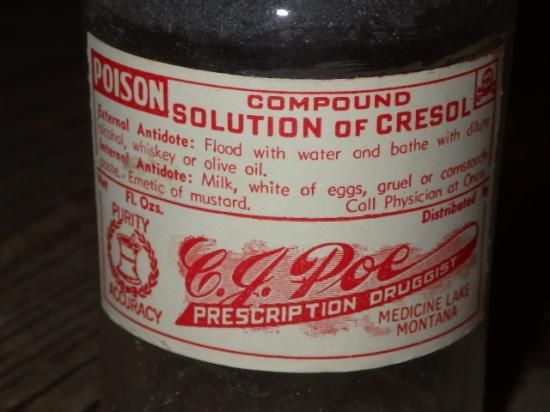 POISON
COMPOUND
SOLUTION OF CRESOL
External Antidote: Flood with water and bathe with dilute
alcohol, whiskey or olive oil.
Internal Antidote: Milk, white of eggs, gruel or cornstarch
paste. Emetic of mustard. Call Physician at Once.
Net Fl. Ozs. Distributed by
PURITY
ACCURACY
C. J. Poe
PRESCRIPTION DRUGGIST
MEDICINE LAKE
MONTANA